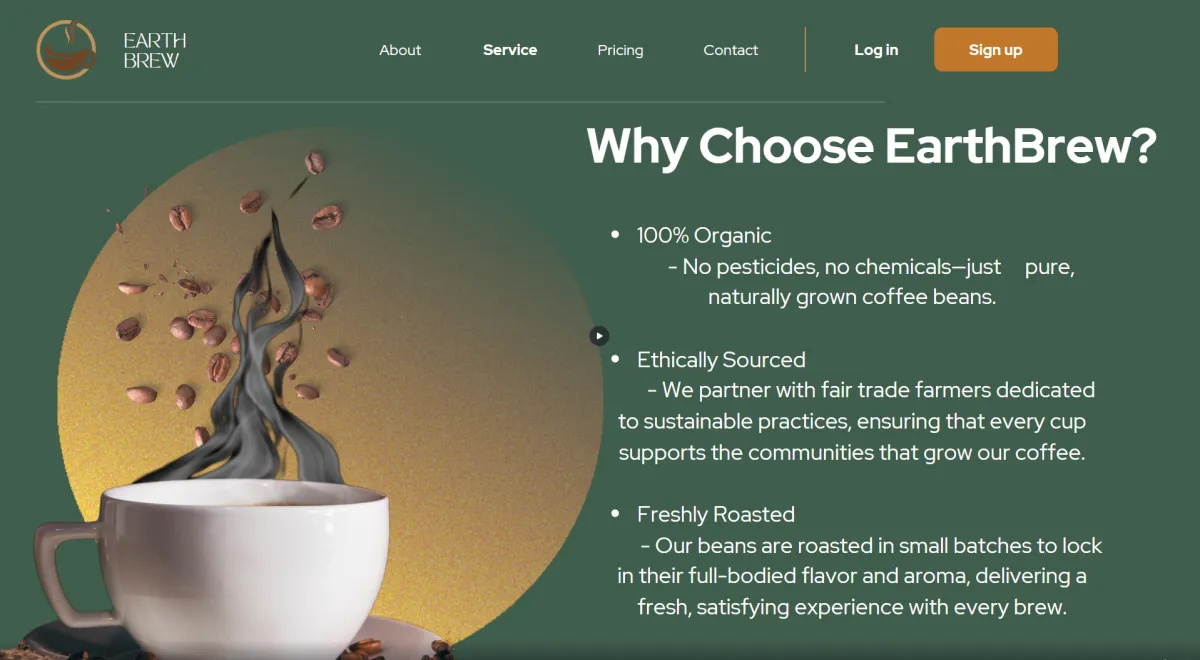 EARTH
BREW
About Service Pricing Contact Log in Sign up
Why Choose EarthBrew?
• 100% Organic
- No pesticides, no chemicals—just pure,
naturally grown coffee beans.
• Ethically Sourced
- We partner with fair trade farmers dedicated
to sustainable practices, ensuring that every cup
supports the communities that grow our coffee.
• Freshly Roasted
- Our beans are roasted in small batches to lock
in their full-bodied flavor and aroma, delivering a
fresh, satisfying experience with every brew.